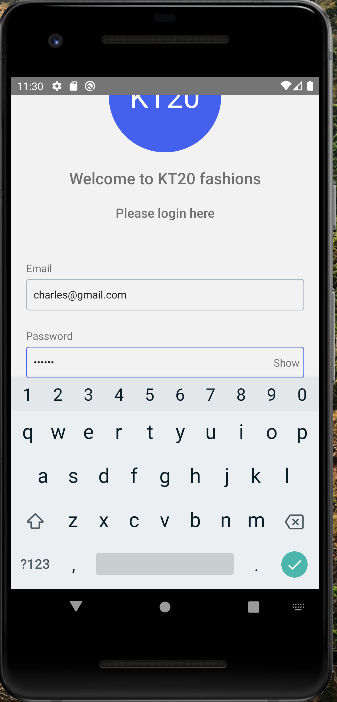 11:30
KT20
Welcome to KT20 fashions
Please login here
Email
charles@gmail.com
Password
•••••• Show
1 2 3 4 5 6 7 8 9 0
q w e r t y u i o p
a s d f g h j k l
z x c v b n m
?123 , .